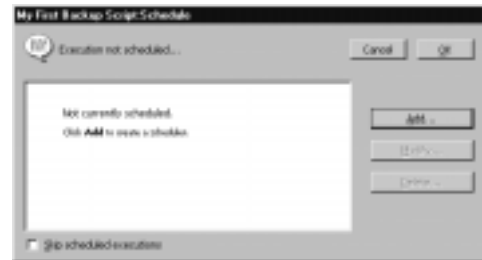 My First Backup Script:Schedule
Execution not scheduled...
Cancel
OK
Not currently scheduled.
Click Add to create a scheduler.
Add...
Modify...
Delete...
Skip scheduled executions